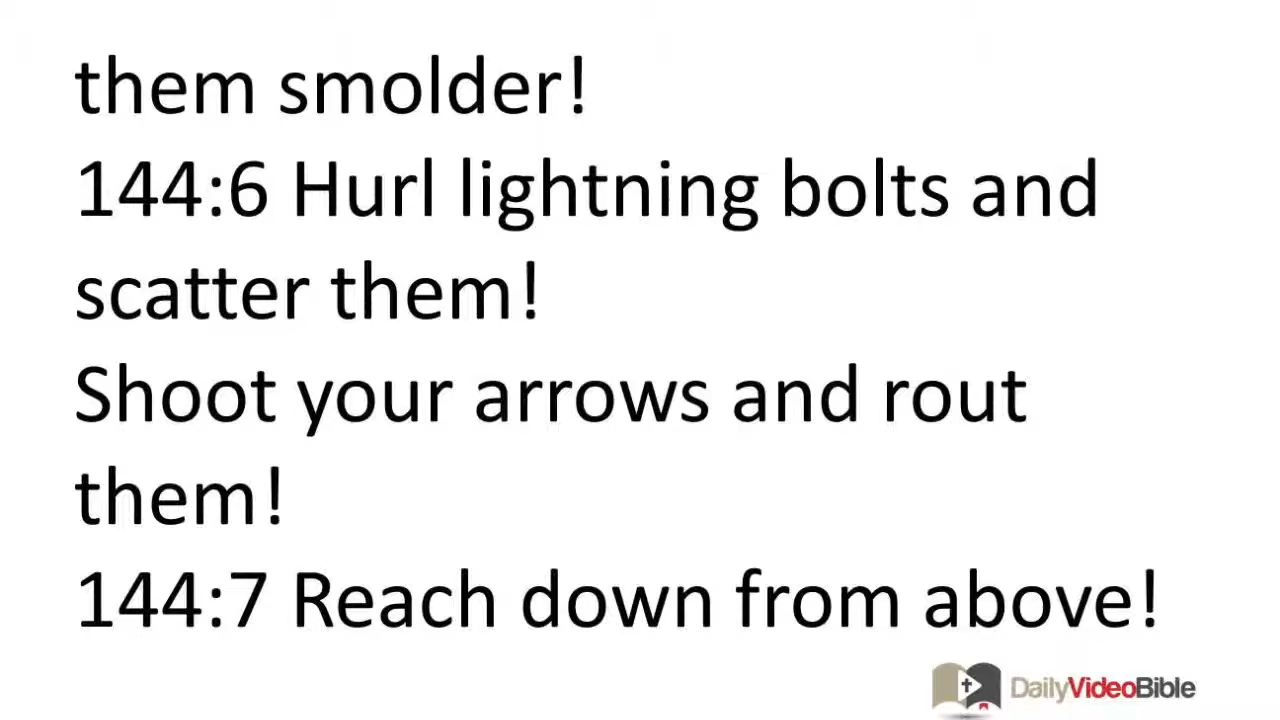 them smolder!
144:6 Hurl lightning bolts and
scatter them!
Shoot your arrows and rout
them!
144:7 Reach down from above!
DailyVideoBible